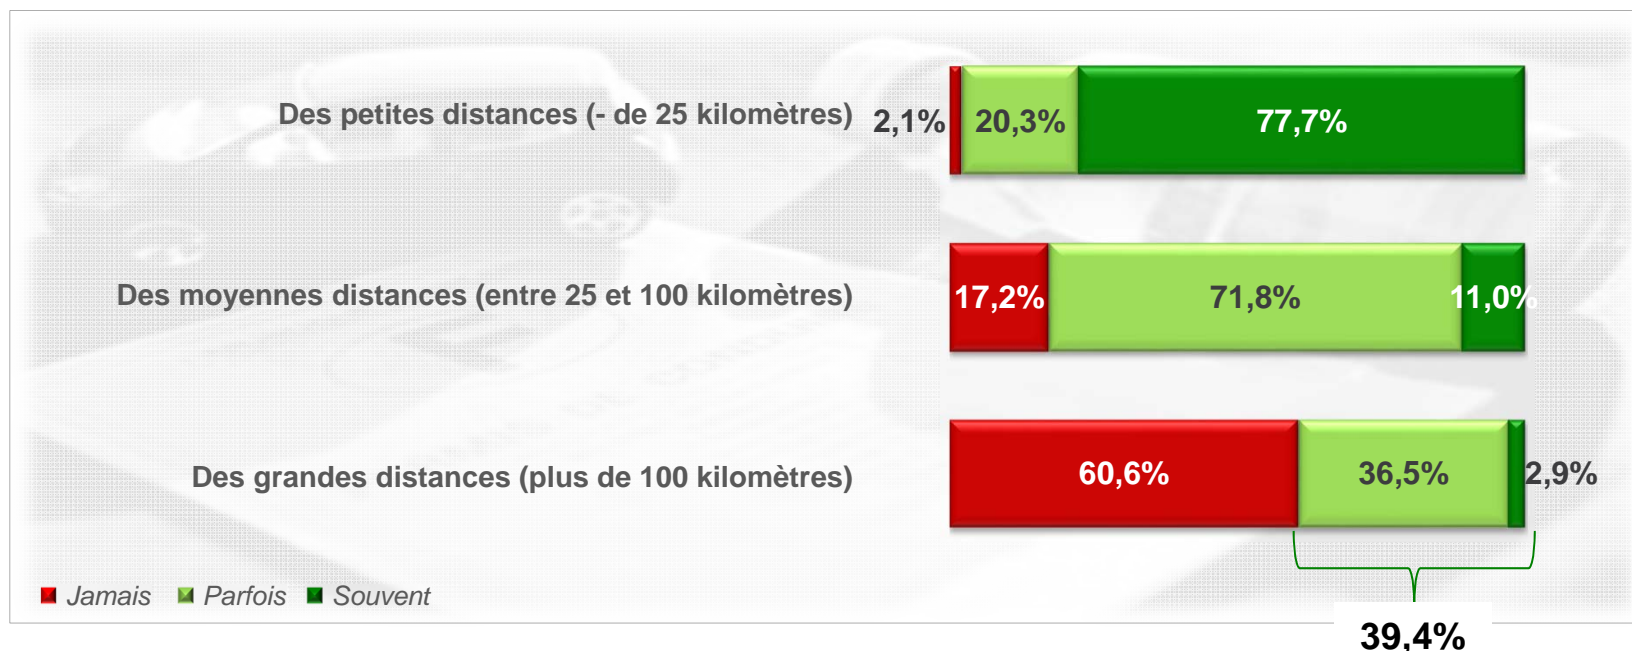 Des petites distances (- de 25 kilomètres) 2,1% 20,3% 77,7%
Des moyennes distances (entre 25 et 100 kilomètres) 17,2% 71,8% 11,0%
Des grandes distances (plus de 100 kilomètres) 60,6% 36,5% 2,9%
Jamais Parfois Souvent
39,4%